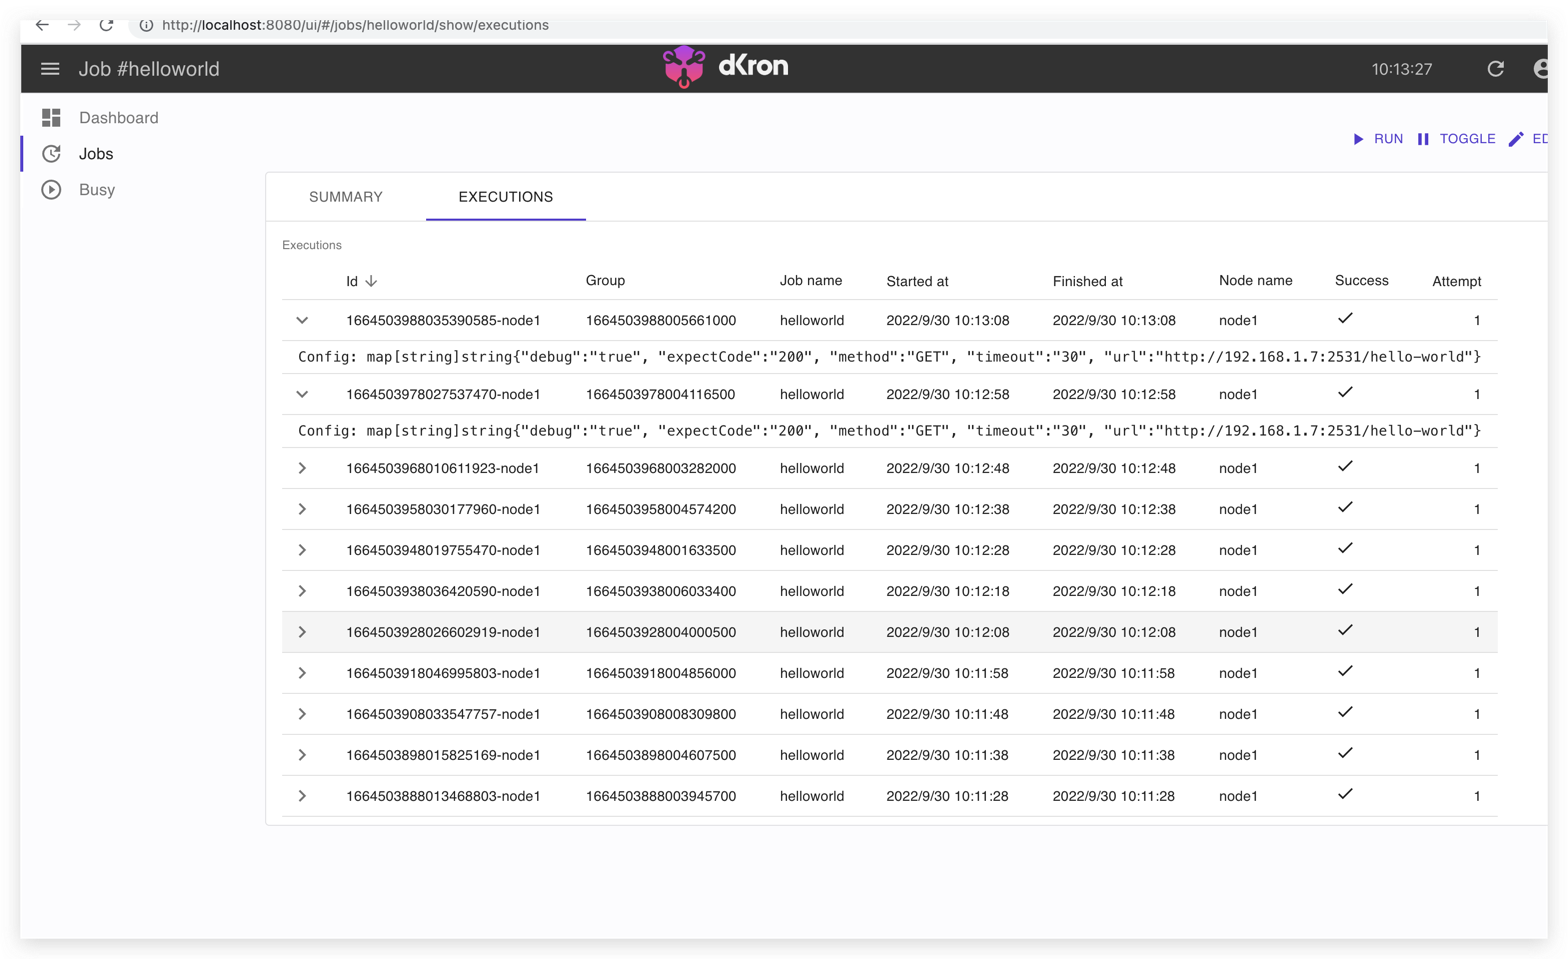 http://localhost:8080/ui/#/jobs/helloworld/show/executions
Job #helloworld dKron 10:13:27
Dashboard
Jobs
Busy
RUN TOGGLE ED
SUMMARY EXECUTIONS
Executions
Id Group Job name Started at Finished at Node name Success Attempt
1664503988035390585-node1 1664503988005661000 helloworld 2022/9/30 10:13:08 2022/9/30 10:13:08 node1 1
Config: map[string]string{"debug":"true", "expectCode":"200", "method":"GET", "timeout":"30", "url":"http://192.168.1.7:2531/hello-world"}
1664503978027537470-node1 1664503978004116500 helloworld 2022/9/30 10:12:58 2022/9/30 10:12:58 node1 1
Config: map[string]string{"debug":"true", "expectCode":"200", "method":"GET", "timeout":"30", "url":"http://192.168.1.7:2531/hello-world"}
1664503968010611923-node1 1664503968003282000 helloworld 2022/9/30 10:12:48 2022/9/30 10:12:48 node1 1
1664503958030177960-node1 1664503958004574200 helloworld 2022/9/30 10:12:38 2022/9/30 10:12:38 node1 1
1664503948019755470-node1 1664503948001633500 helloworld 2022/9/30 10:12:28 2022/9/30 10:12:28 node1 1
1664503938036420590-node1 1664503938006033400 helloworld 2022/9/30 10:12:18 2022/9/30 10:12:18 node1 1
1664503928026602919-node1 1664503928004000500 helloworld 2022/9/30 10:12:08 2022/9/30 10:12:08 node1 1
1664503918046995803-node1 1664503918004856000 helloworld 2022/9/30 10:11:58 2022/9/30 10:11:58 node1 1
1664503908033547757-node1 1664503908008309800 helloworld 2022/9/30 10:11:48 2022/9/30 10:11:48 node1 1
1664503898015825169-node1 1664503898004607500 helloworld 2022/9/30 10:11:38 2022/9/30 10:11:38 node1 1
1664503888013468803-node1 1664503888003945700 helloworld 2022/9/30 10:11:28 2022/9/30 10:11:28 node1 1